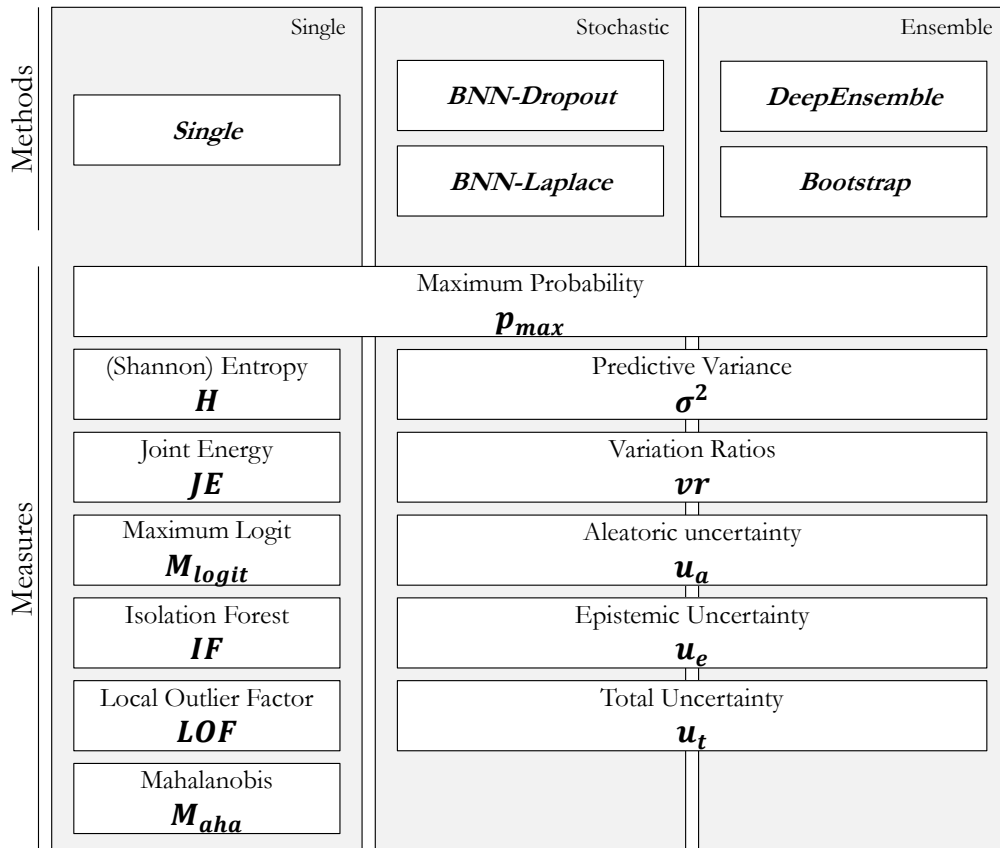 Single
Stochastic
Ensemble
Methods
Single
BNN-Dropout
DeepEnsemble
BNN-Laplace
Bootstrap
Measures
Maximum Probability
p_max
(Shannon) Entropy
H
Predictive Variance
σ²
Joint Energy
JE
Variation Ratios
vr
Maximum Logit
M_logit
Aleatoric uncertainty
u_a
Isolation Forest
IF
Epistemic Uncertainty
u_e
Local Outlier Factor
LOF
Total Uncertainty
u_t
Mahalanobis
M_aha